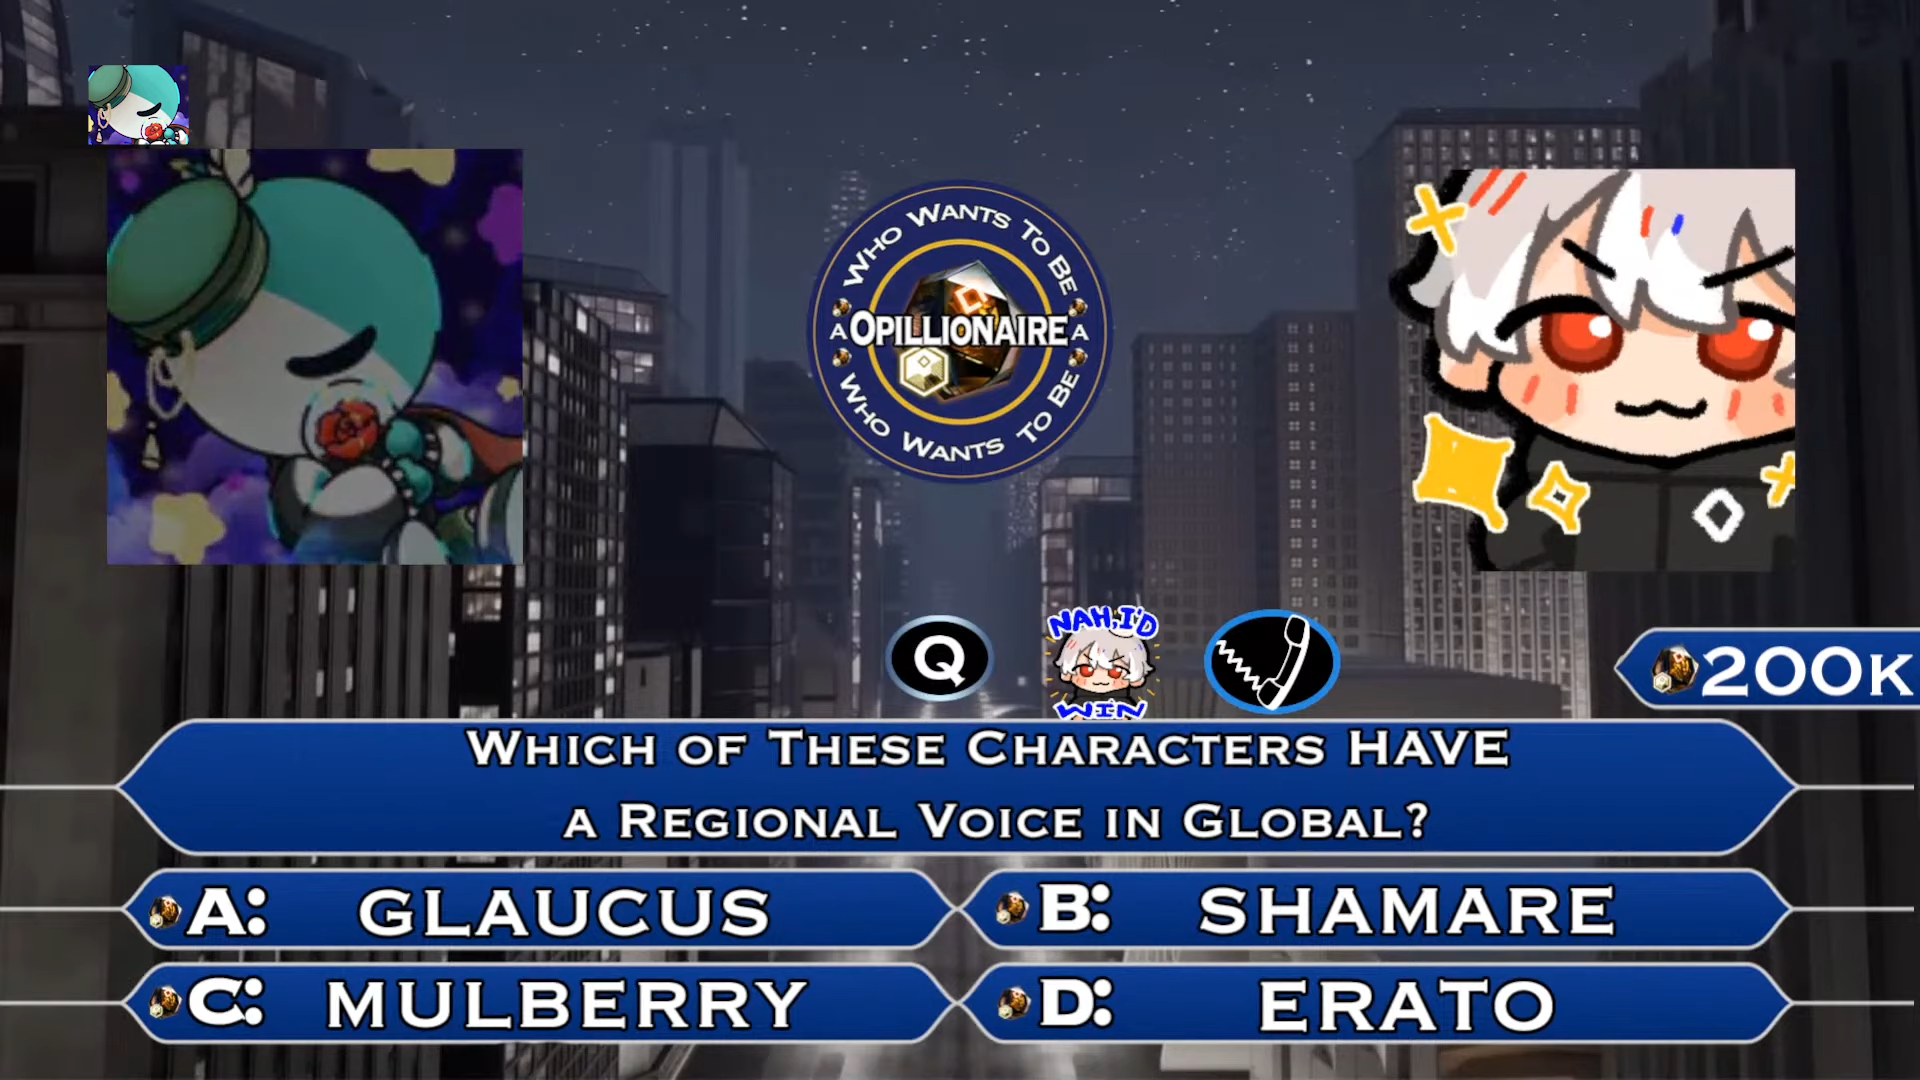 WHO WANTS TO BE
A OPILLIONAIRE A
WHO WANTS TO BE
Q
NAH, I'D
WIN
200K
WHICH OF THESE CHARACTERS HAVE
A REGIONAL VOICE IN GLOBAL?
A: GLAUCUS
B: SHAMARE
C: MULBERRY
D: ERATO